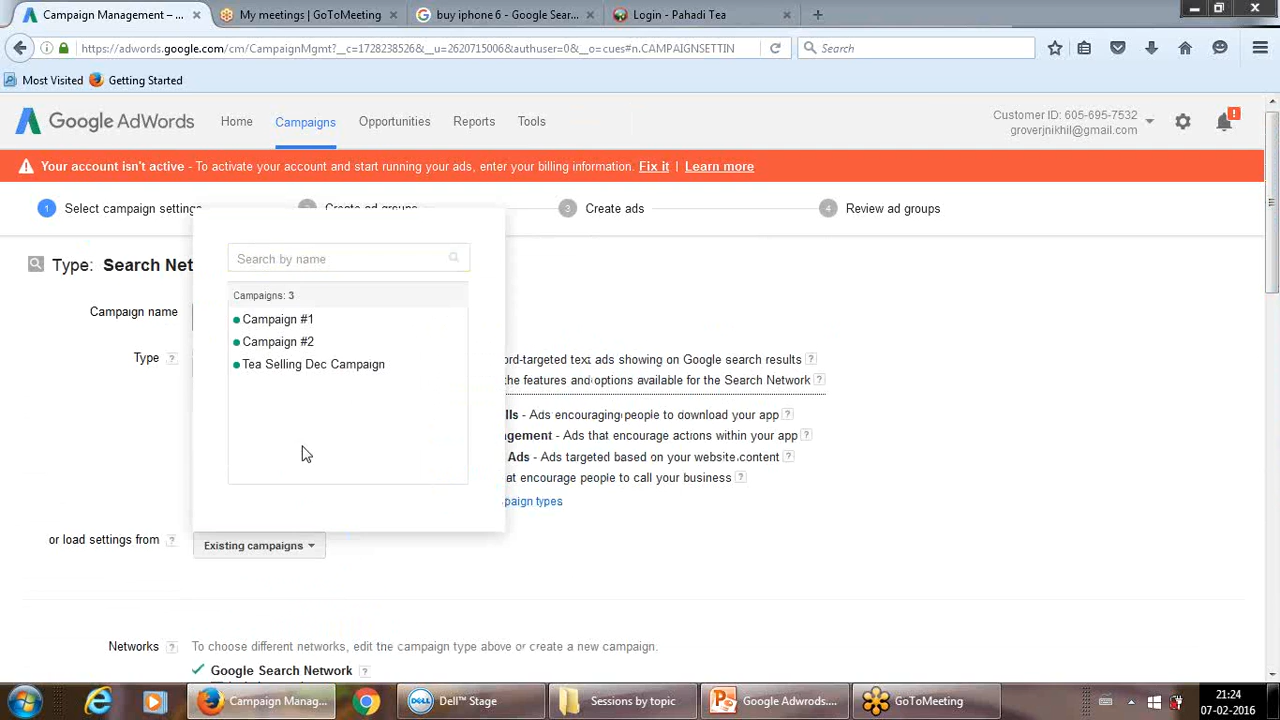 Campaign Management – ...
My meetings | GoToMeeting
buy iphone 6 - Google Sear...
Login - Pahadi Tea
https://adwords.google.com/cm/CampaignMgmt?__c=1728238526&__u=2620715006&authuser=0&__o=cues#n.CAMPAIGNSETTIN
Search
Most Visited
Getting Started
Google AdWords
Home
Campaigns
Opportunities
Reports
Tools
Customer ID: 605-695-7532
groverjnikhil@gmail.com
Your account isn't active - To activate your account and start running your ads, enter your billing information. Fix it | Learn more
1 Select campaign settings
2 Create ad groups
3 Create ads
4 Review ad groups
Type: Search Net
Search by name
Campaigns: 3
Campaign name
Campaign #1
Campaign #2
Tea Selling Dec Campaign
Type ?
ord-targeted text ads showing on Google search results ?
the features and options available for the Search Network ?
lls - Ads encouraging people to download your app ?
agement - Ads that encourage actions within your app ?
Ads - Ads targeted based on your website content ?
at encourage people to call your business ?
paign types
or load settings from ?
Existing campaigns
Networks ?
To choose different networks, edit the campaign type above or create a new campaign.
Google Search Network ?
Campaign Manag...
Dell™ Stage
Sessions by topic
Google Adwords....
GoToMeeting
21:24
07-02-2016